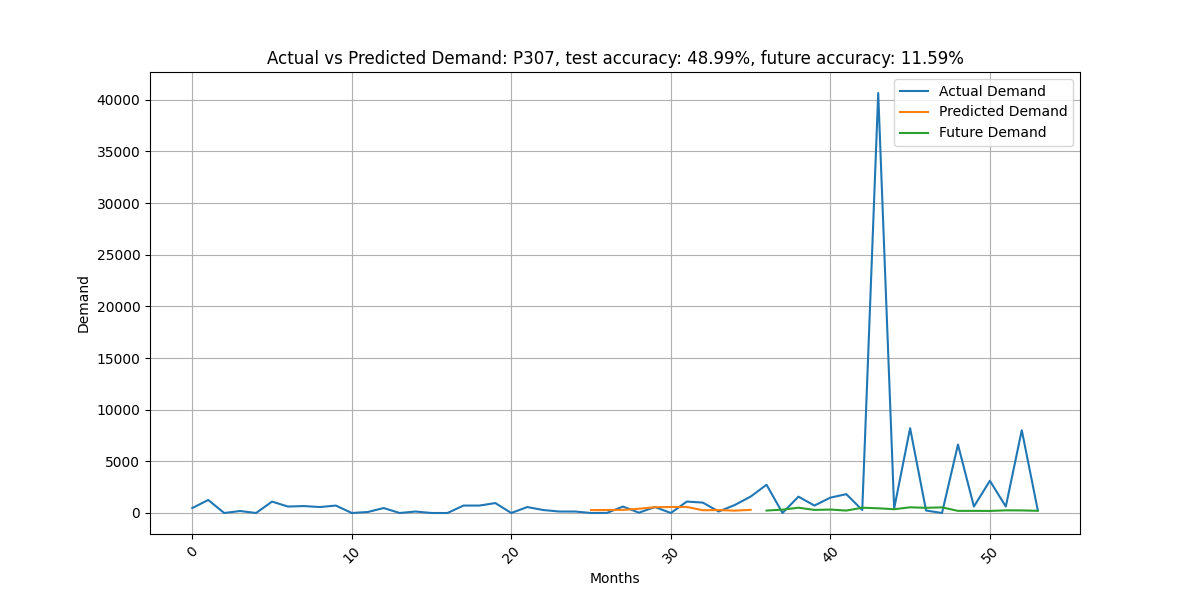 Actual vs Predicted Demand: P307, test accuracy: 48.99%, future accuracy: 11.59%
Actual Demand
Predicted Demand
Future Demand
40000
35000
30000
25000
20000
15000
10000
5000
0
Demand
0
10
20
30
40
50
Months